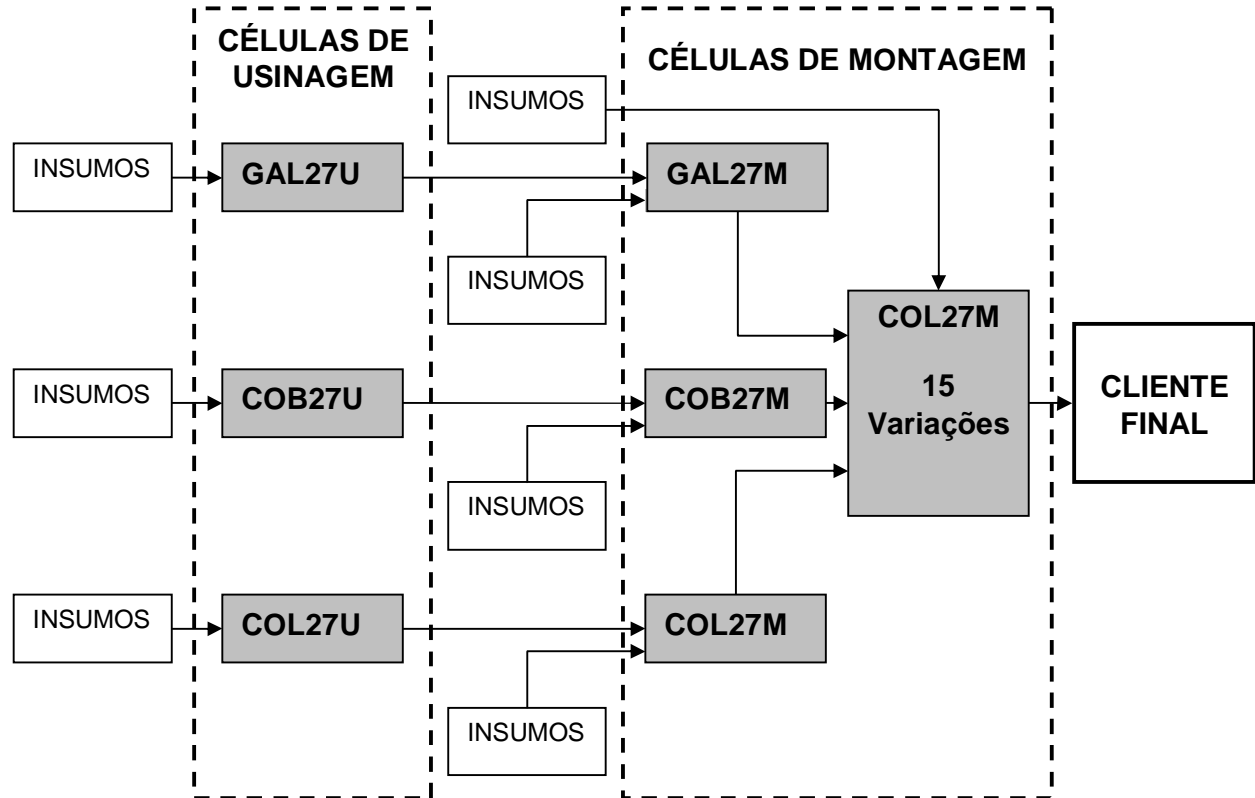 CÉLULAS DE
USINAGEM
CÉLULAS DE MONTAGEM
INSUMOS
INSUMOS
GAL27U
GAL27M
INSUMOS
COL27M
15
Variações
CLIENTE
FINAL
INSUMOS
COB27U
COB27M
INSUMOS
INSUMOS
COL27U
COL27M
INSUMOS